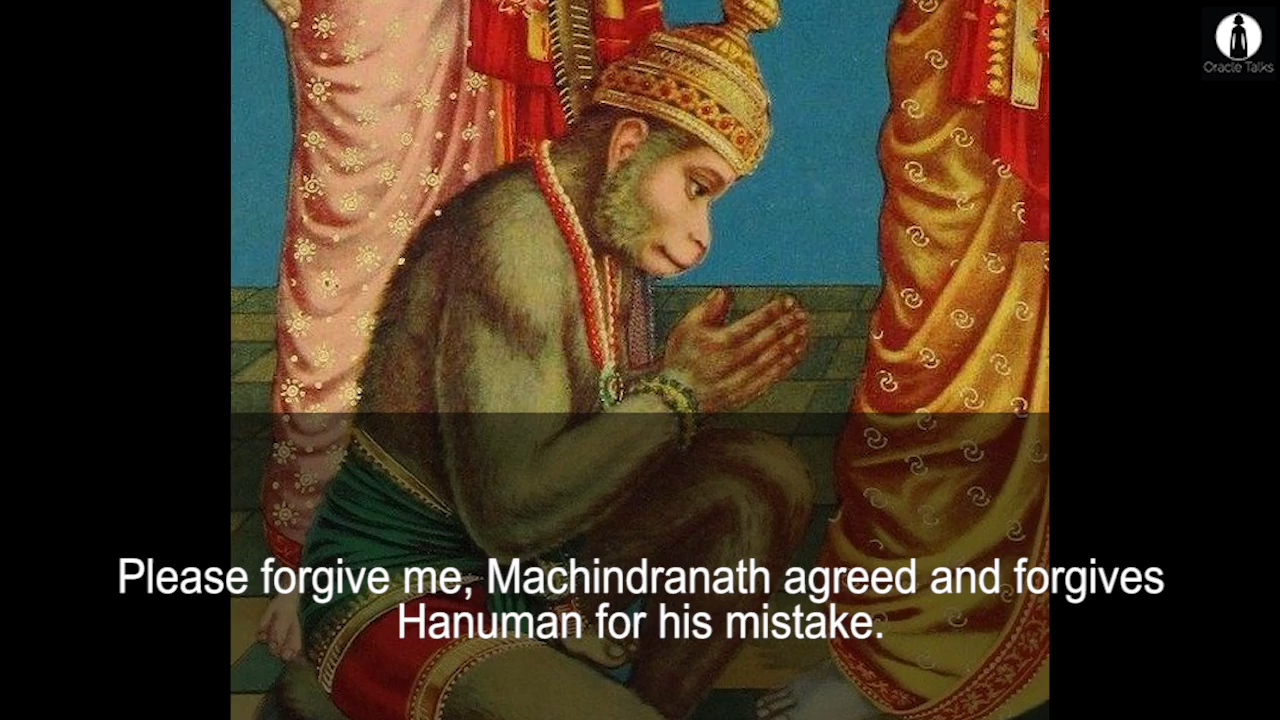 Oracle Talks
Please forgive me, Machindranath agreed and forgives
Hanuman for his mistake.